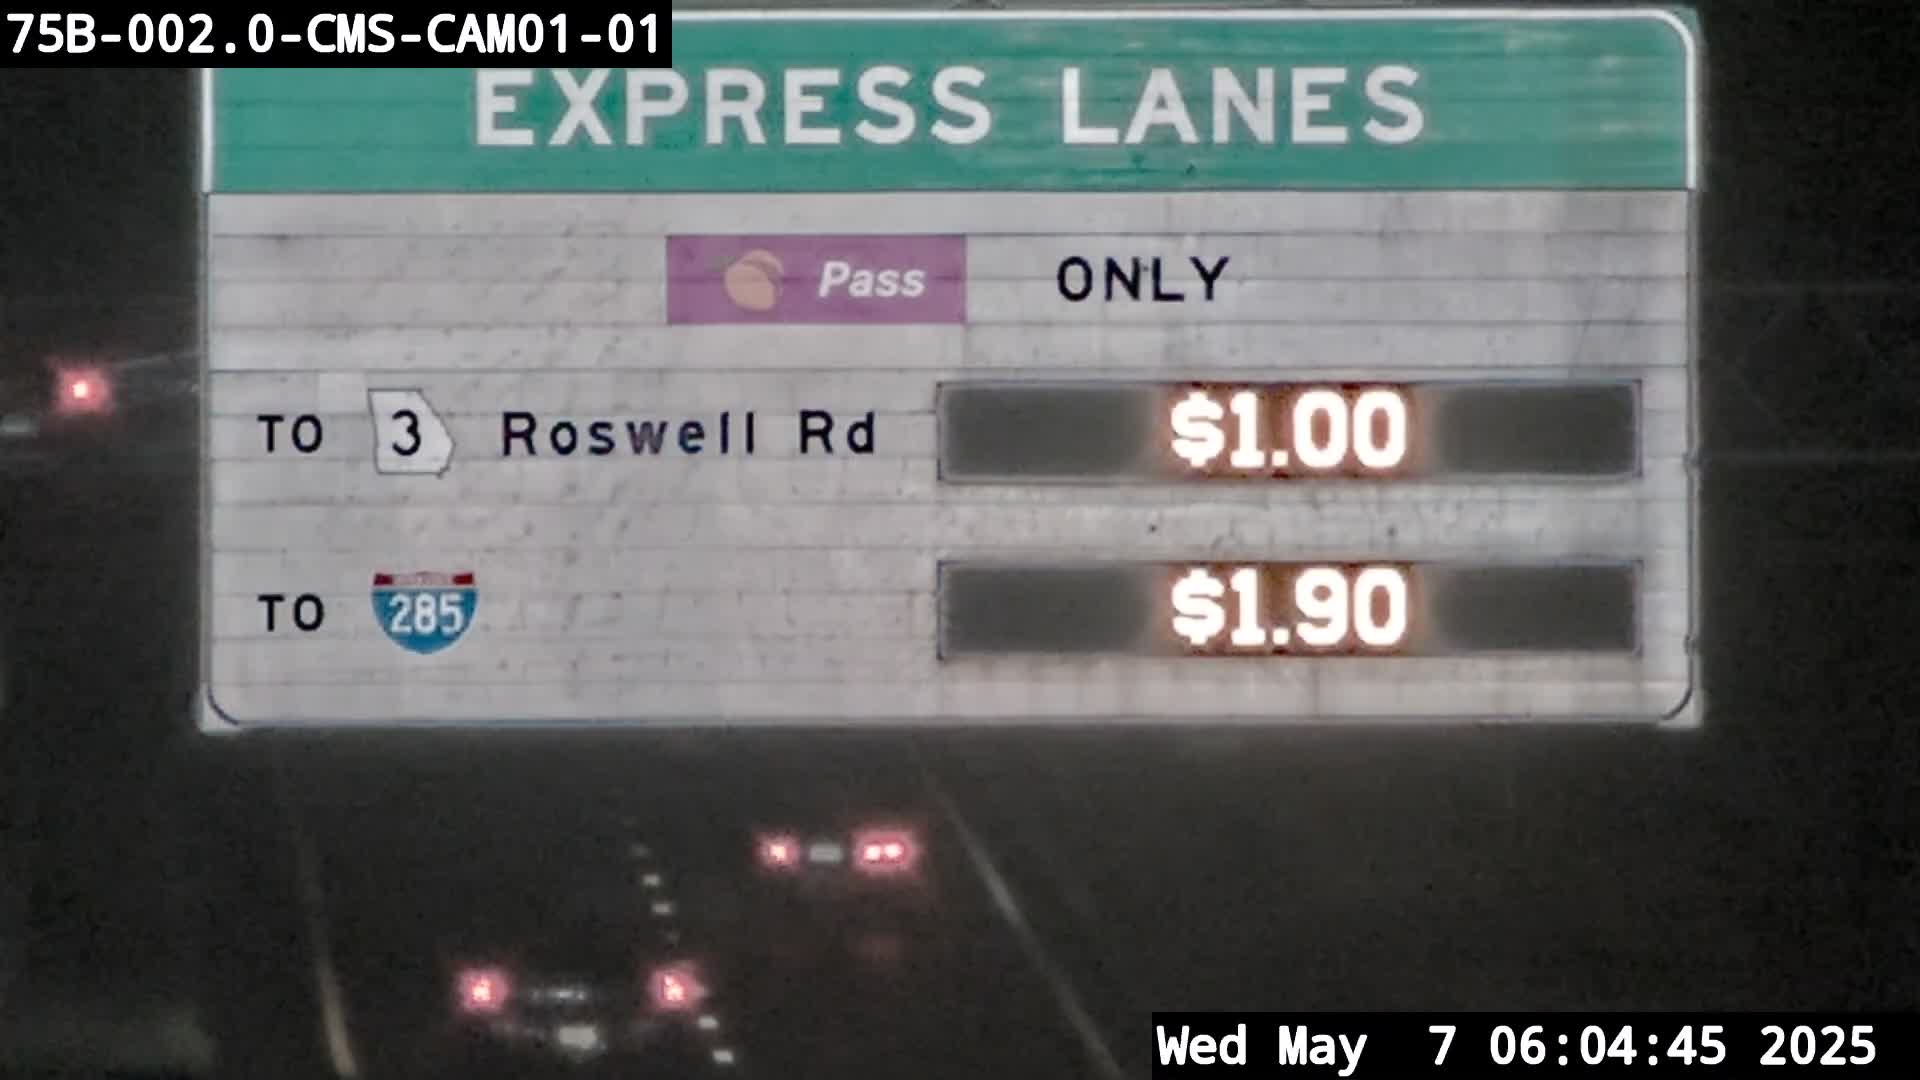 75B-002.0-CMS-CAM01-01
EXPRESS LANES
Pass ONLY
TO 3 Roswell Rd $1.00
TO 285 $1.90
Wed May 7 06:04:45 2025